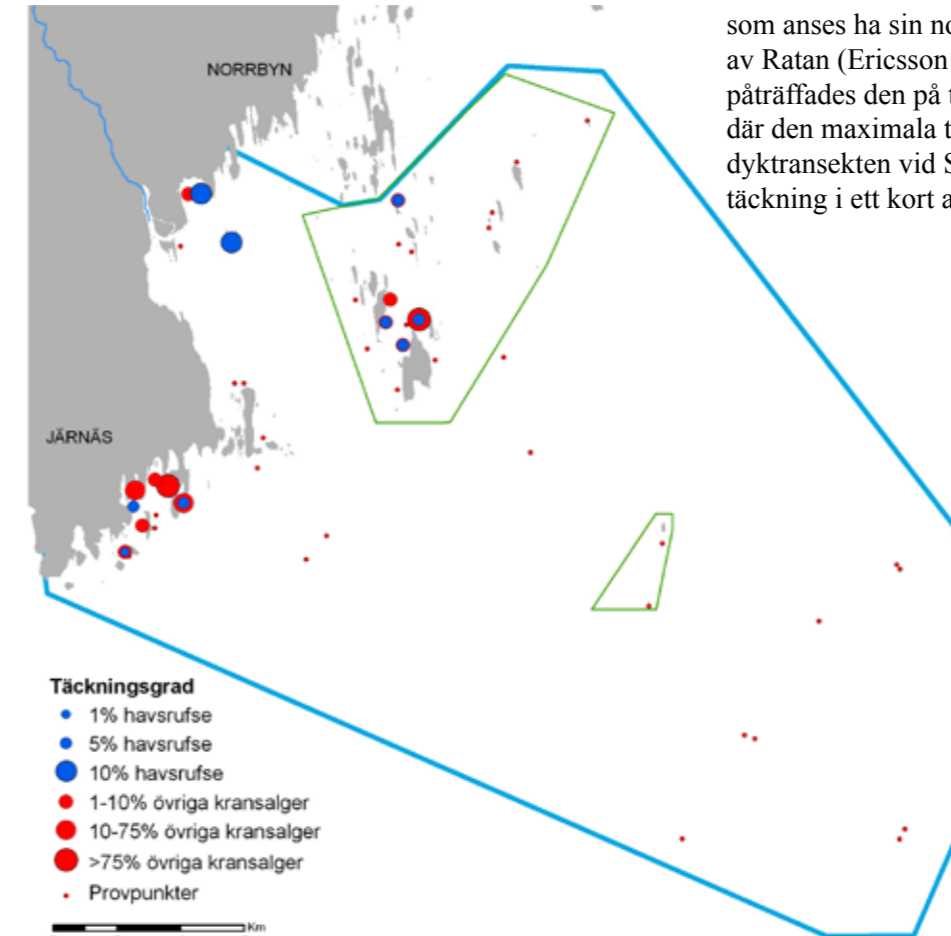 som anses ha sin no
av Ratan (Ericsson
påträffades den på t
där den maximala t
dyktransekten vid S
täckning i ett kort a
NORRBYN
JÄRNÄS
Täckningsgrad
1% havsrufse
5% havsrufse
10% havsrufse
1-10% övriga kransalger
10-75% övriga kransalger
>75% övriga kransalger
Provpunkter
Km